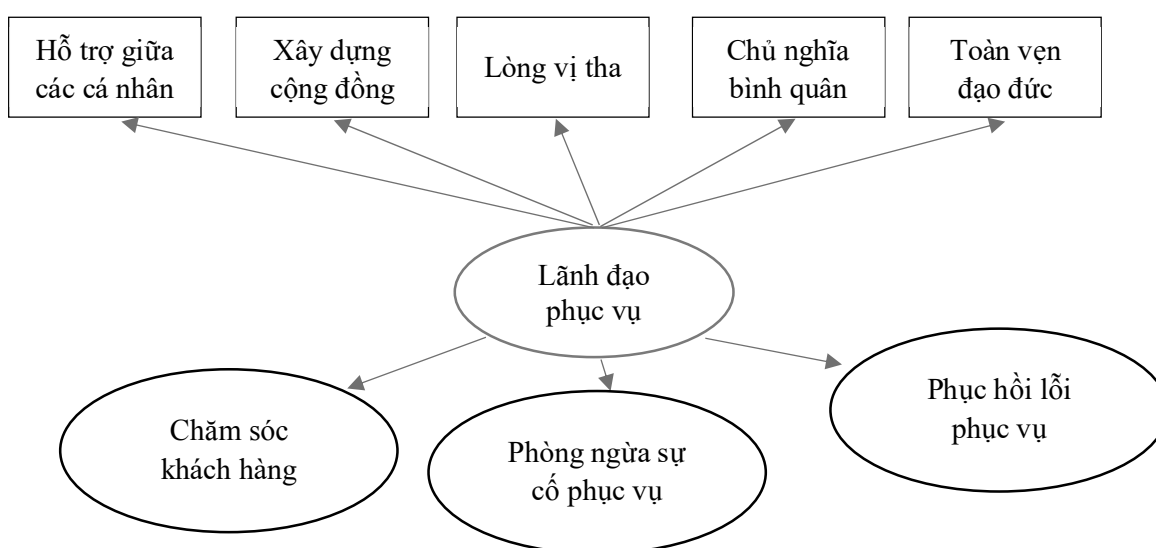 Hỗ trợ giữa
các cá nhân
Xây dựng
cộng đồng
Lòng vị tha
Chủ nghĩa
bình quân
Toàn vẹn
đạo đức
Lãnh đạo
phục vụ
Chăm sóc
khách hàng
Phòng ngừa sự
cố phục vụ
Phục hồi lỗi
phục vụ